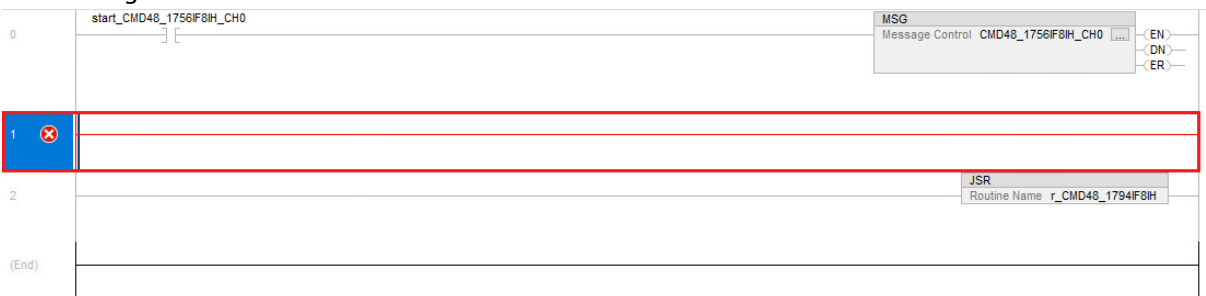 start_CMD48_1756IF8IH_CH0
MSG
0
Message Control CMD48_1756IF8IH_CH0 ...
EN
DN
ER
1
JSR
2
Routine Name r_CMD48_1794IF8IH
(End)